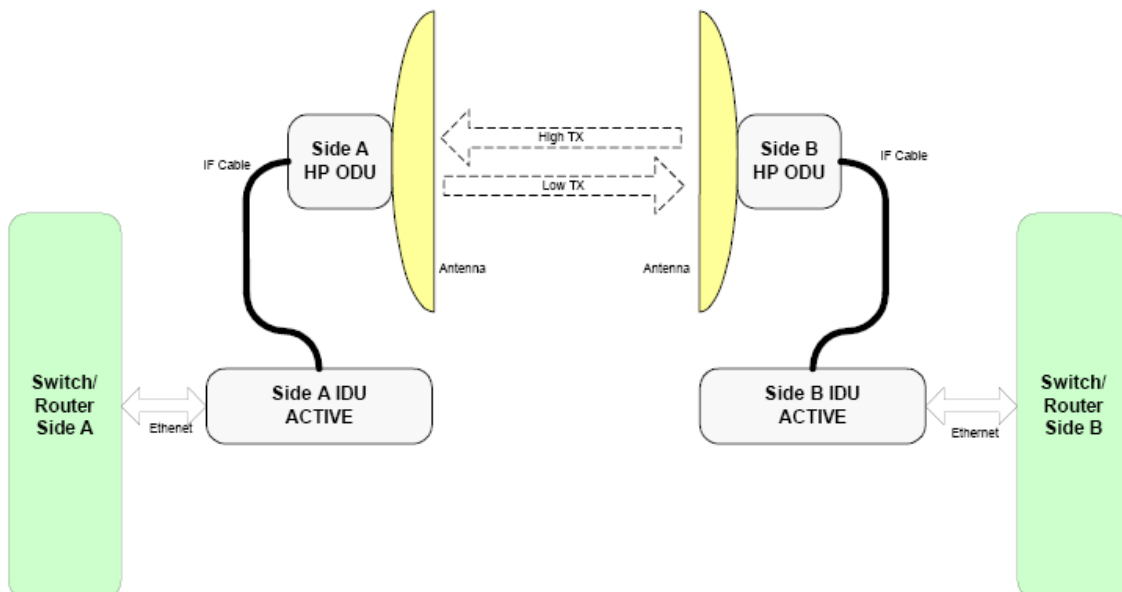 High TX
Side A
HP ODU
Side B
HP ODU
IF Cable
IF Cable
Low TX
Antenna
Antenna
Switch/
Router
Side A
Side A IDU
ACTIVE
Side B IDU
ACTIVE
Switch/
Router
Side B
Ethenet
Ethernet